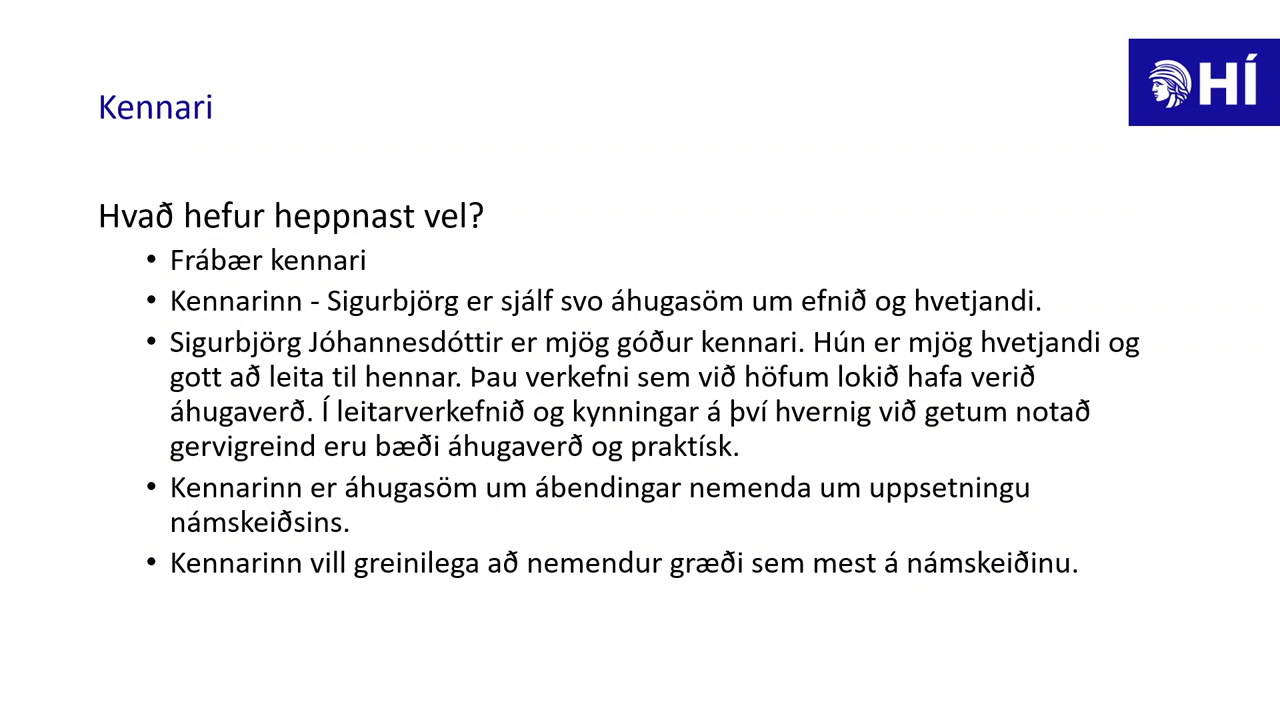 HÍ
Kennari
Hvað hefur heppnast vel?
• Frábær kennari
• Kennarinn - Sigurbjörg er sjálf svo áhugasöm um efnið og hvetjandi.
• Sigurbjörg Jóhannesdóttir er mjög góður kennari. Hún er mjög hvetjandi og
gott að leita til hennar. Þau verkefni sem við höfum lokið hafa verið
áhugaverð. Í leitarverkefnið og kynningar á því hvernig við getum notað
gervigreind eru bæði áhugaverð og praktísk.
• Kennarinn er áhugasöm um ábendingar nemenda um uppsetningu
námskeiðsins.
• Kennarinn vill greinilega að nemendur græði sem mest á námskeiðinu.